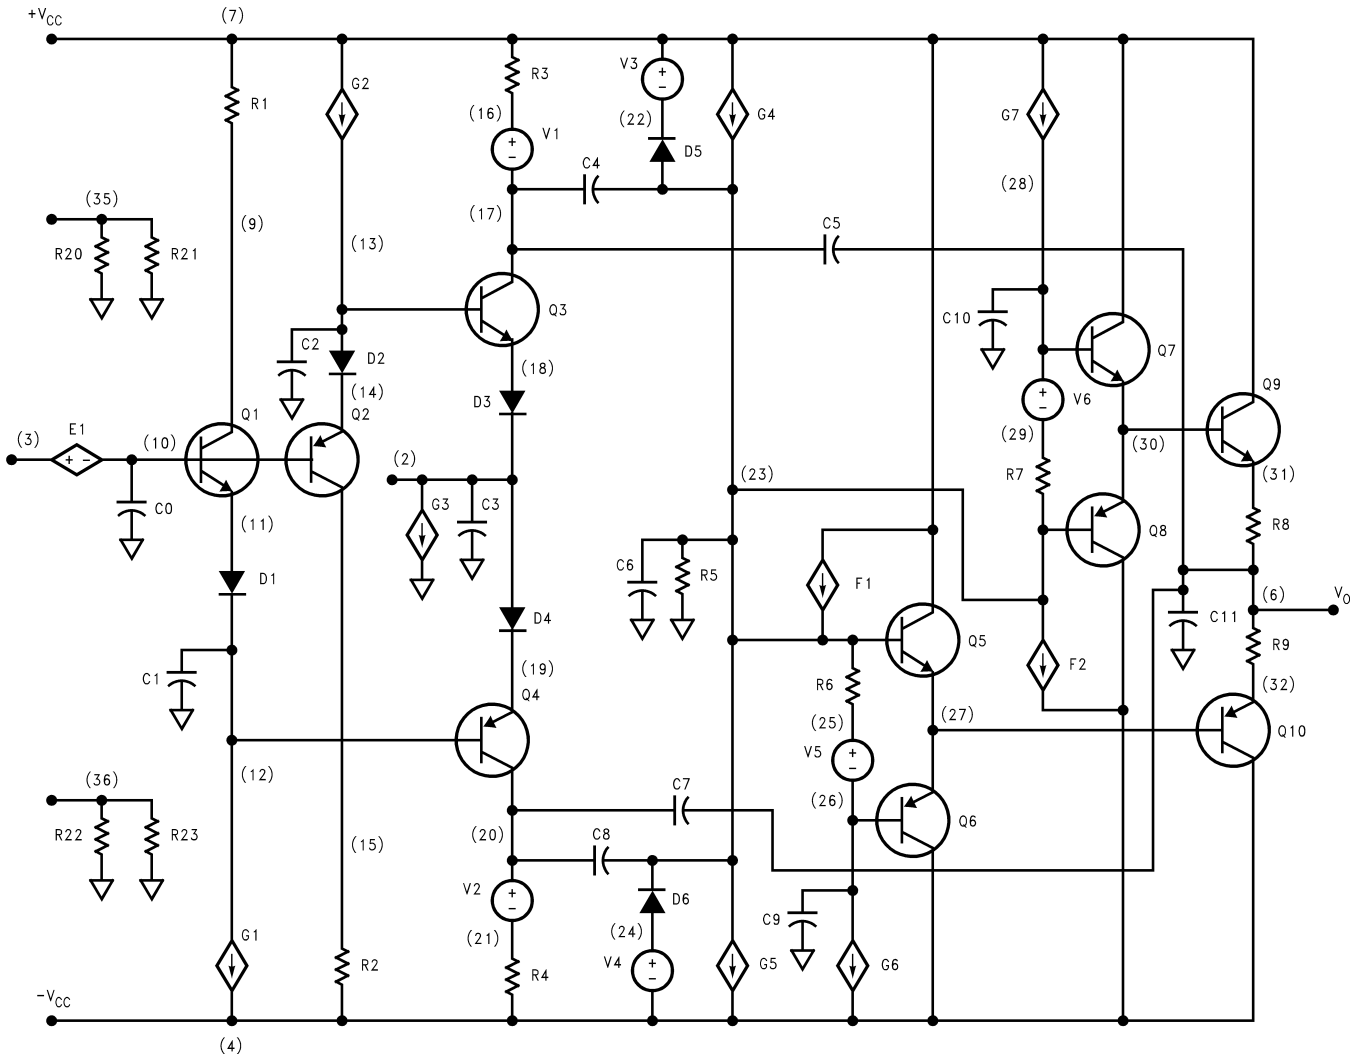 +VCC (7)
V3
R3
G2
R1
(16)
V1
(22)
G4
G7
D5
C4
(35)
(28)
(9)
(17)
C5
(13)
R20
R21
Q3
C10
C2
D2
Q7
(18)
(14)
D3
V6
Q9
Q1
Q2
(3)
E1
(10)
(29)
(30)
(2)
(23)
R7
(31)
C0
(11)
G3
C3
R8
Q8
C6
R5
F1
D1
(6)
VO
D4
C11
Q5
R9
C1
(19)
R6
F2
Q4
(32)
(25)
(27)
Q10
V5
(12)
(36)
C7
(26)
R22
R23
(20)
C8
Q6
(15)
V2
D6
C9
(21)
(24)
G1
R2
R4
V4
G5
G6
-VCC
(4)